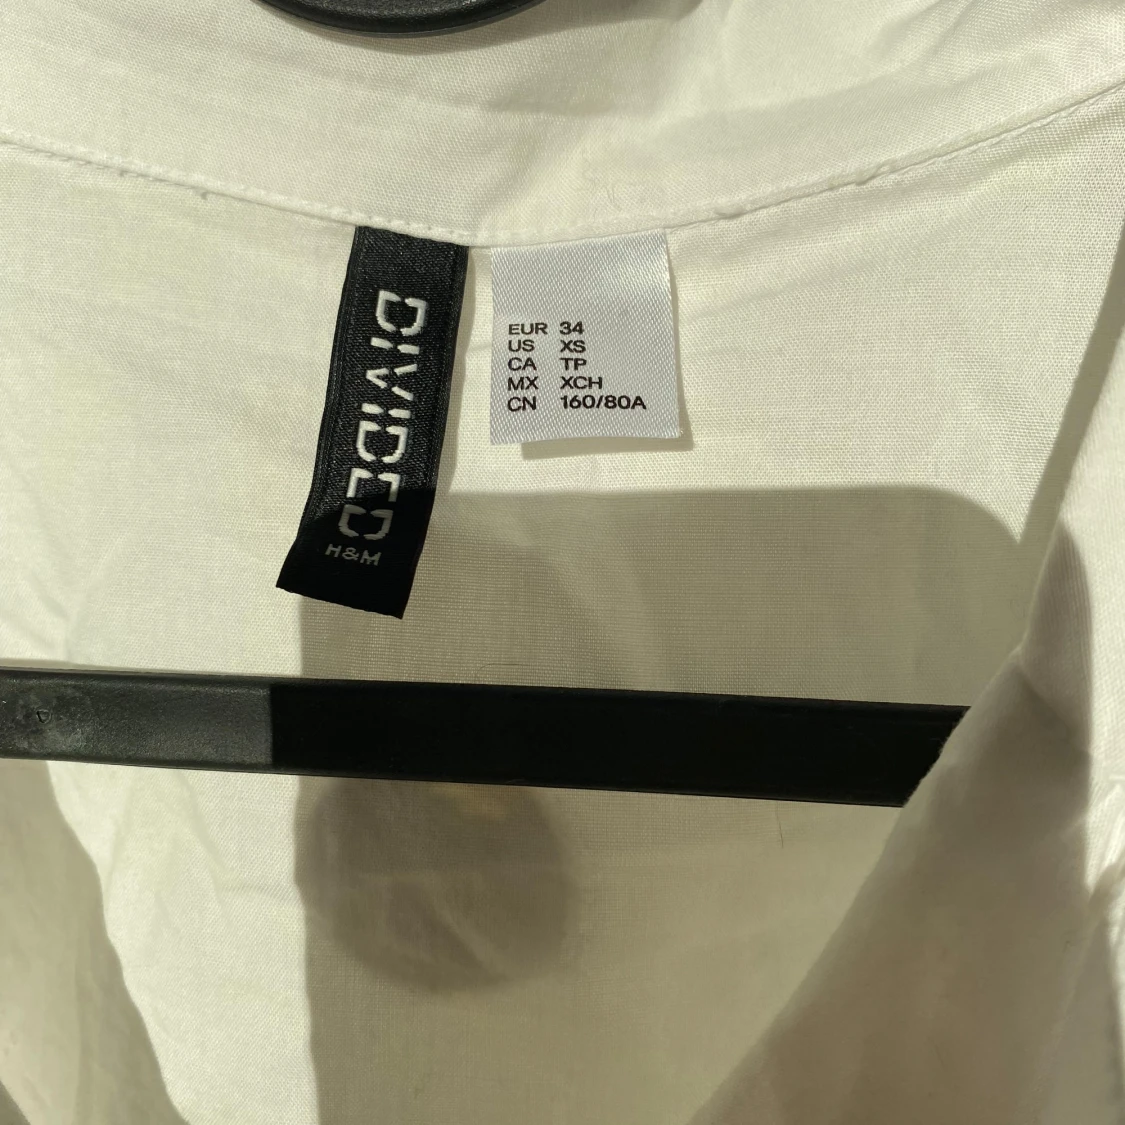 DIVIDED
H&M
EUR 34
US XS
CA TP
MX XCH
CN 160/80A